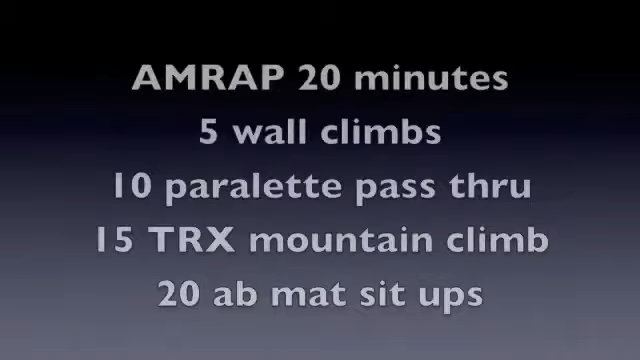 AMRAP 20 minutes
5 wall climbs
10 paralette pass thru
15 TRX mountain climb
20 ab mat sit ups